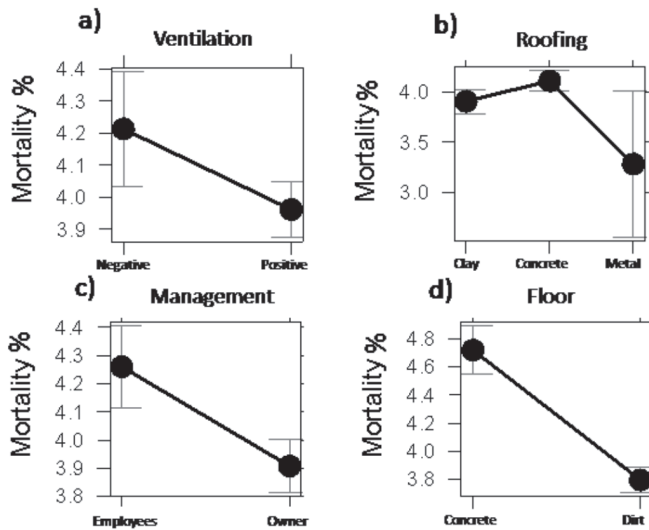 a) Ventilation
Mortality %
4.4
4.3
4.2
4.1
4.0
3.9
Negative Positive
b) Roofing
Mortality%
4.0
3.5
3.0
Clay Concrete Metal
c) Management
Mortality %
4.4
4.3
4.2
4.1
4.0
3.9
3.8
Employees Owner
d) Floor
Mortality %
4.8
4.6
4.4
4.2
4.0
3.8
Concrete Dirt